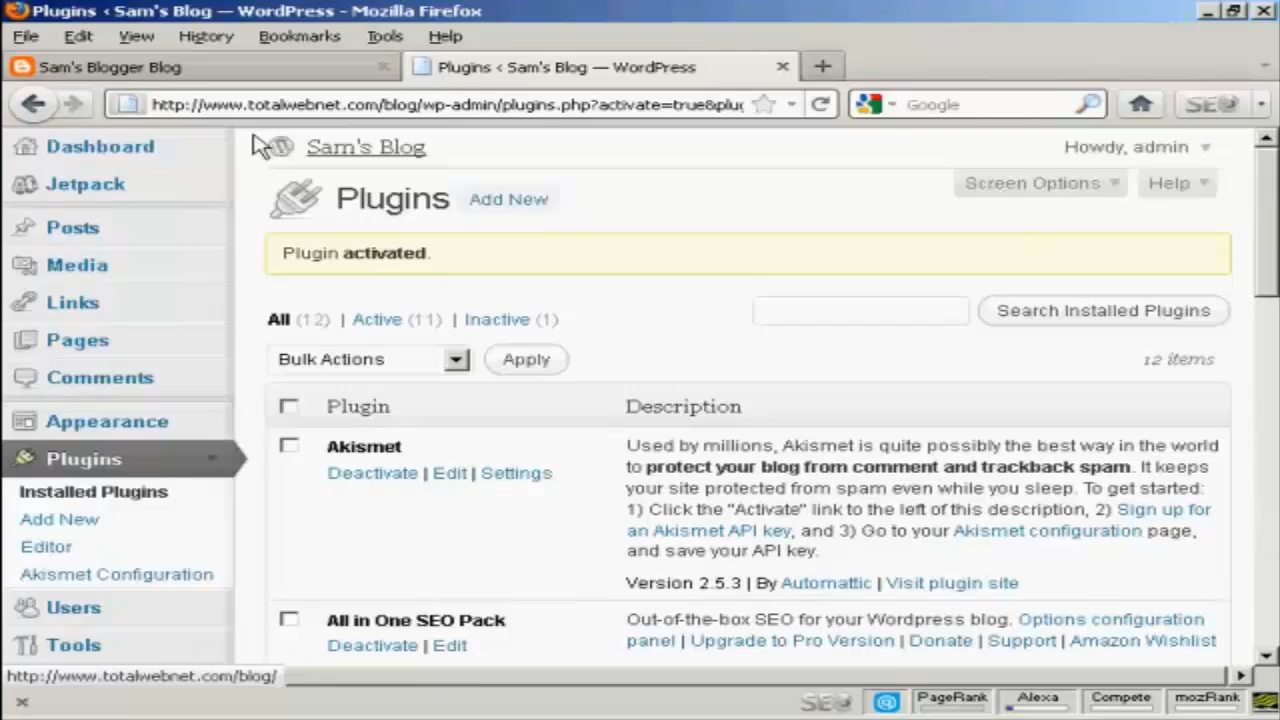 Plugins ‹ Sam's Blog — WordPress - Mozilla Firefox
File Edit View History Bookmarks Tools Help
Sam's Blogger Blog
Plugins ‹ Sam's Blog — WordPress
http://www.totalwebnet.com/blog/wp-admin/plugins.php?activate=true&plu
Google
SEO
Dashboard
Jetpack
Posts
Media
Links
Pages
Comments
Appearance
Plugins
Installed Plugins
Add New
Editor
Akismet Configuration
Users
Tools
Sam's Blog
Howdy, admin
Screen Options
Help
Plugins Add New
Plugin activated.
All (12) | Active (11) | Inactive (1)
Search Installed Plugins
Bulk Actions
Apply
12 items
Plugin
Description
Akismet
Deactivate | Edit | Settings
Used by millions, Akismet is quite possibly the best way in the world
to protect your blog from comment and trackback spam. It keeps
your site protected from spam even while you sleep. To get started:
1) Click the "Activate" link to the left of this description, 2) Sign up for
an Akismet API key, and 3) Go to your Akismet configuration page,
and save your API key.
Version 2.5.3 | By Automattic | Visit plugin site
All in One SEO Pack
Deactivate | Edit
Out-of-the-box SEO for your Wordpress blog. Options configuration
panel | Upgrade to Pro Version | Donate | Support | Amazon Wishlist
http://www.totalwebnet.com/blog/
SEO
PageRank
Alexa
Compete
mozRank